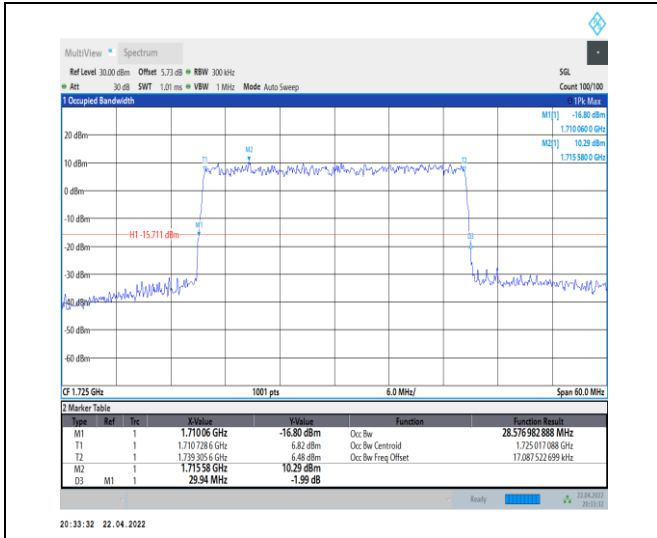 MultiView Spectrum
Ref Level 30.00 dBm Offset 5.73 dB RBW 300 kHz SGL
Att 30 dB SWT 1.01 ms VBW 1 MHz Mode Auto Sweep Count 100/100
1 Occupied Bandwidth 1Pk Max
M1[1] -16.80 dBm
1.710 060 0 GHz
M2[1] 10.29 dBm
1.715 580 0 GHz
20 dBm
M2
T1 T2
10 dBm
0 dBm
-10 dBm
M1
H1 -15.711 dBm
D3
-20 dBm
-30 dBm
-40 dBm
-50 dBm
-60 dBm
CF 1.725 GHz 1001 pts 6.0 MHz/ Span 60.0 MHz
2 Marker Table
Type Ref Trc X-Value Y-Value Function Function Result
M1 1 1.71006 GHz -16.80 dBm Occ Bw 28.576 982 888 MHz
T1 1 1.710 728 6 GHz 6.82 dBm Occ Bw Centroid 1.725 017 088 GHz
T2 1 1.739 305 6 GHz 6.48 dBm Occ Bw Freq Offset 17.087 522 699 kHz
M2 1 1.71558 GHz 10.29 dBm
D3 M1 1 29.94 MHz -1.99 dB
Ready 22.04.2022
20:33:32
20:33:32 22.04.2022